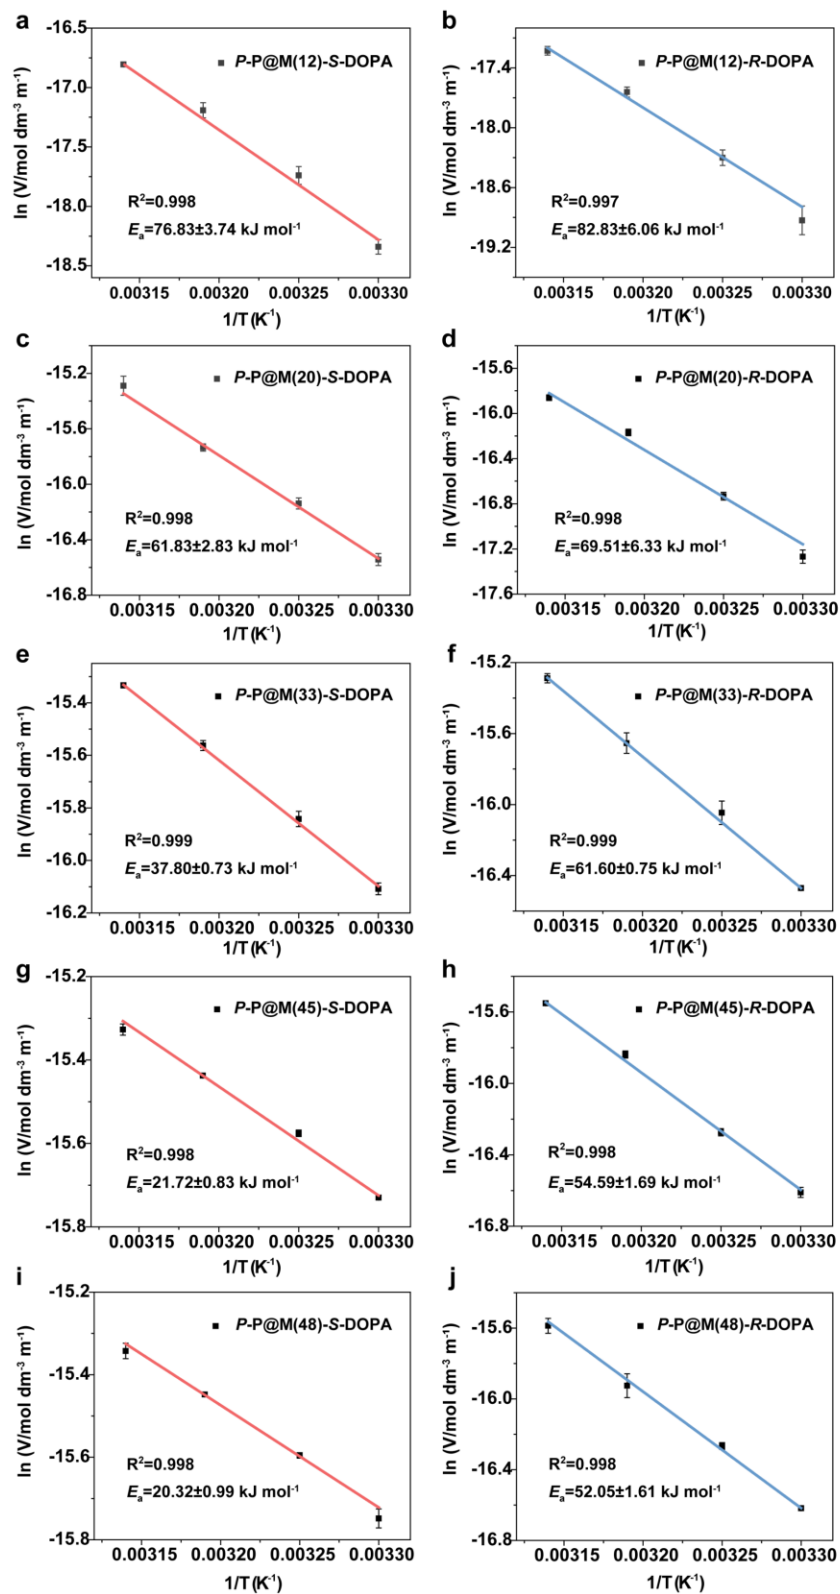 a
-16.5
-17.0
-17.5
-18.0
-18.5
ln (V/mol dm⁻³ m⁻¹)
P-P@M(12)-S-DOPA
R²=0.998
Eₐ=76.83±3.74 kJ mol⁻¹
0.00315 0.00320 0.00325 0.00330
1/T(K⁻¹)
b
-17.4
-18.0
-18.6
-19.2
ln (V/mol dm⁻³ m⁻¹)
P-P@M(12)-R-DOPA
R²=0.997
Eₐ=82.83±6.06 kJ mol⁻¹
0.00315 0.00320 0.00325 0.00330
1/T(K⁻¹)
c
-15.2
-15.6
-16.0
-16.4
-16.8
ln (V/mol dm⁻³ m⁻¹)
P-P@M(20)-S-DOPA
R²=0.998
Eₐ=61.83±2.83 kJ mol⁻¹
0.00315 0.00320 0.00325 0.00330
1/T(K⁻¹)
d
-15.6
-16.0
-16.4
-16.8
-17.2
-17.6
ln (V/mol dm⁻³ m⁻¹)
P-P@M(20)-R-DOPA
R²=0.998
Eₐ=69.51±6.33 kJ mol⁻¹
0.00315 0.00320 0.00325 0.00330
1/T(K⁻¹)
e
-15.4
-15.6
-15.8
-16.0
-16.2
ln (V/mol dm⁻³ m⁻¹)
P-P@M(33)-S-DOPA
R²=0.999
Eₐ=37.80±0.73 kJ mol⁻¹
0.00315 0.00320 0.00325 0.00330
1/T(K⁻¹)
f
-15.2
-15.6
-16.0
-16.4
ln (V/mol dm⁻³ m⁻¹)
P-P@M(33)-R-DOPA
R²=0.999
Eₐ=61.60±0.75 kJ mol⁻¹
0.00315 0.00320 0.00325 0.00330
1/T(K⁻¹)
g
-15.2
-15.4
-15.6
-15.8
ln (V/mol dm⁻³ m⁻¹)
P-P@M(45)-S-DOPA
R²=0.998
Eₐ=21.72±0.83 kJ mol⁻¹
0.00315 0.00320 0.00325 0.00330
1/T(K⁻¹)
h
-15.6
-16.0
-16.4
-16.8
ln (V/mol dm⁻³ m⁻¹)
P-P@M(45)-R-DOPA
R²=0.998
Eₐ=54.59±1.69 kJ mol⁻¹
0.00315 0.00320 0.00325 0.00330
1/T(K⁻¹)
i
-15.2
-15.4
-15.6
-15.8
ln (V/mol dm⁻³ m⁻¹)
P-P@M(48)-S-DOPA
R²=0.998
Eₐ=20.32±0.99 kJ mol⁻¹
0.00315 0.00320 0.00325 0.00330
1/T(K⁻¹)
j
-15.6
-16.0
-16.4
-16.8
ln (V/mol dm⁻³ m⁻¹)
P-P@M(48)-R-DOPA
R²=0.998
Eₐ=52.05±1.61 kJ mol⁻¹
0.00315 0.00320 0.00325 0.00330
1/T(K⁻¹)